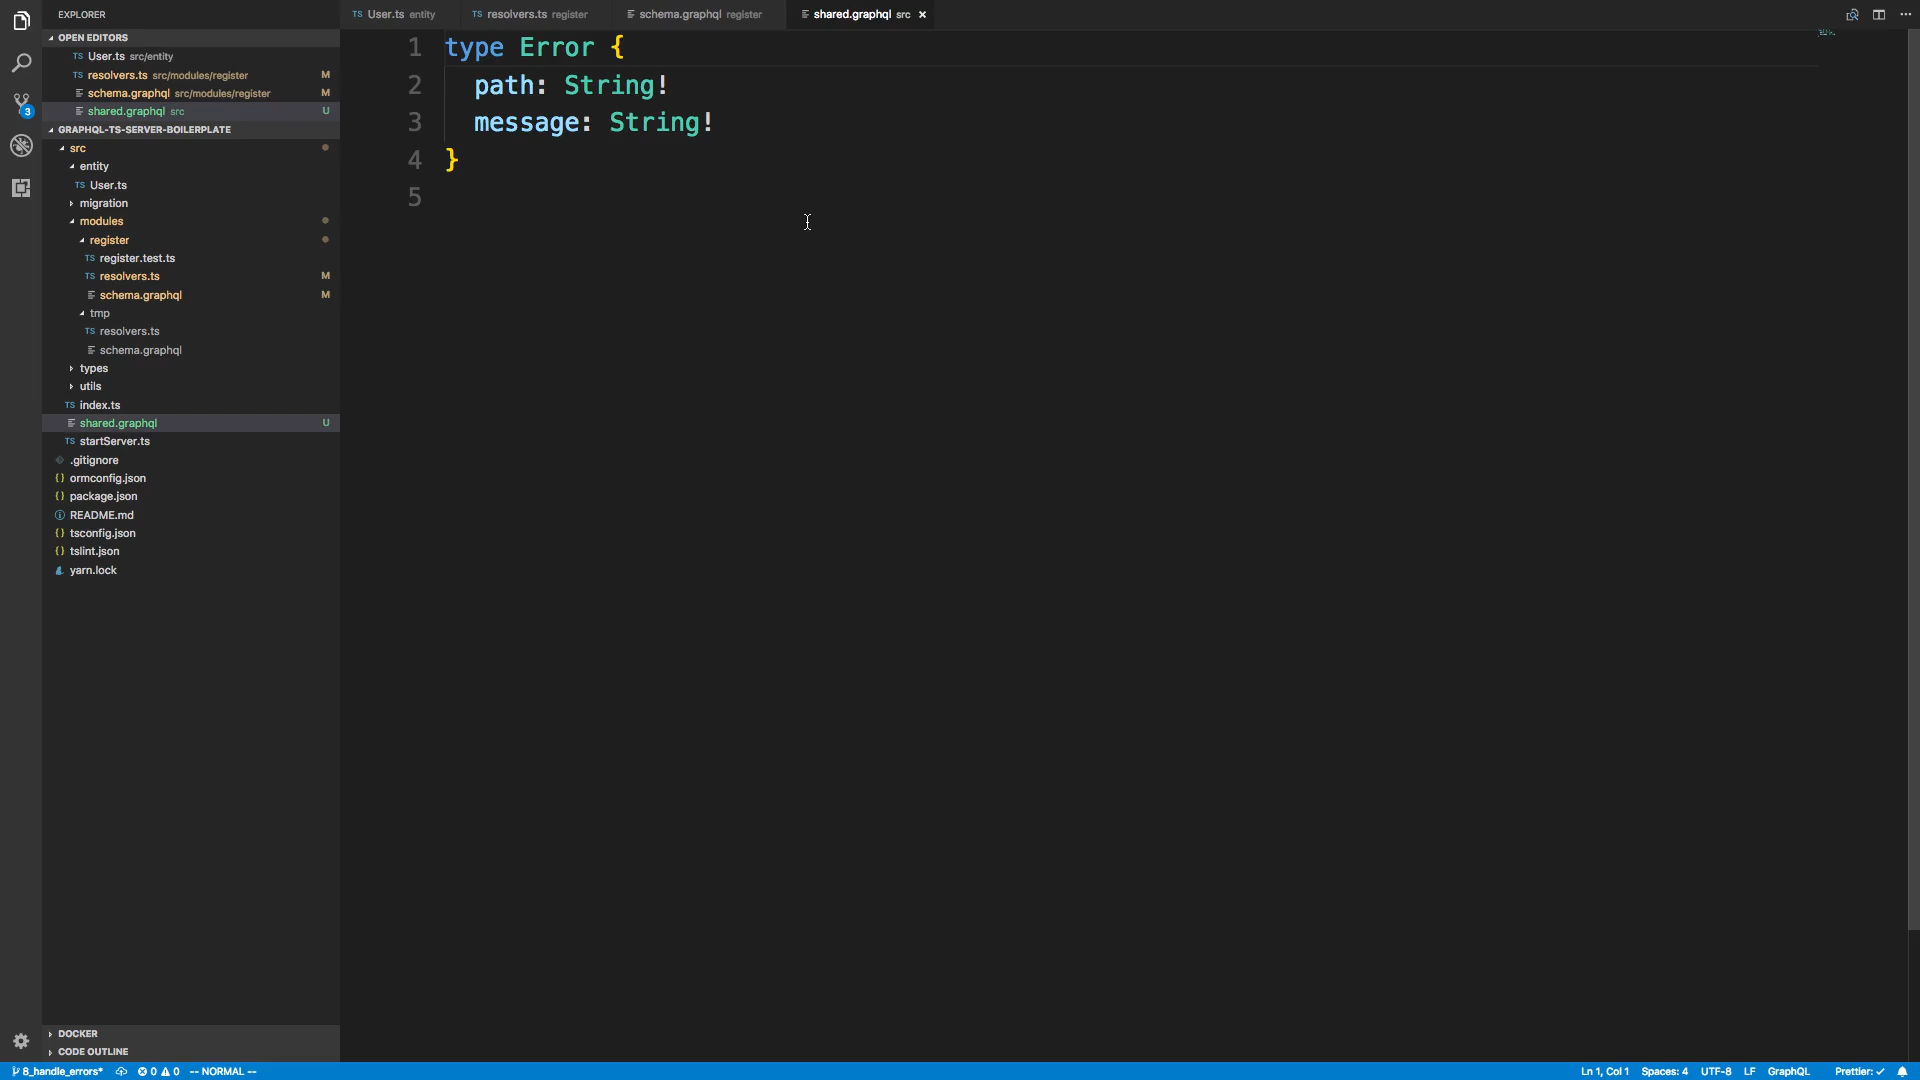 EXPLORER
OPEN EDITORS
TS User.ts src/entity
TS resolvers.ts src/modules/register M
schema.graphql src/modules/register M
shared.graphql src U
3
GRAPHQL-TS-SERVER-BOILERPLATE
src
entity
TS User.ts
migration
modules
register
TS register.test.ts
TS resolvers.ts M
schema.graphql M
tmp
TS resolvers.ts
schema.graphql
types
utils
TS index.ts
shared.graphql U
TS startServer.ts
.gitignore
{} ormconfig.json
{} package.json
README.md
{} tsconfig.json
{} tslint.json
yarn.lock
DOCKER
CODE OUTLINE
TS User.ts entity
TS resolvers.ts register
schema.graphql register
shared.graphql src ×
1 type Error {
2 path: String!
3 message: String!
4 }
5
8_handle_errors* 0 0 -- NORMAL -- Ln 1, Col 1 Spaces: 4 UTF-8 LF GraphQL Prettier: ✓